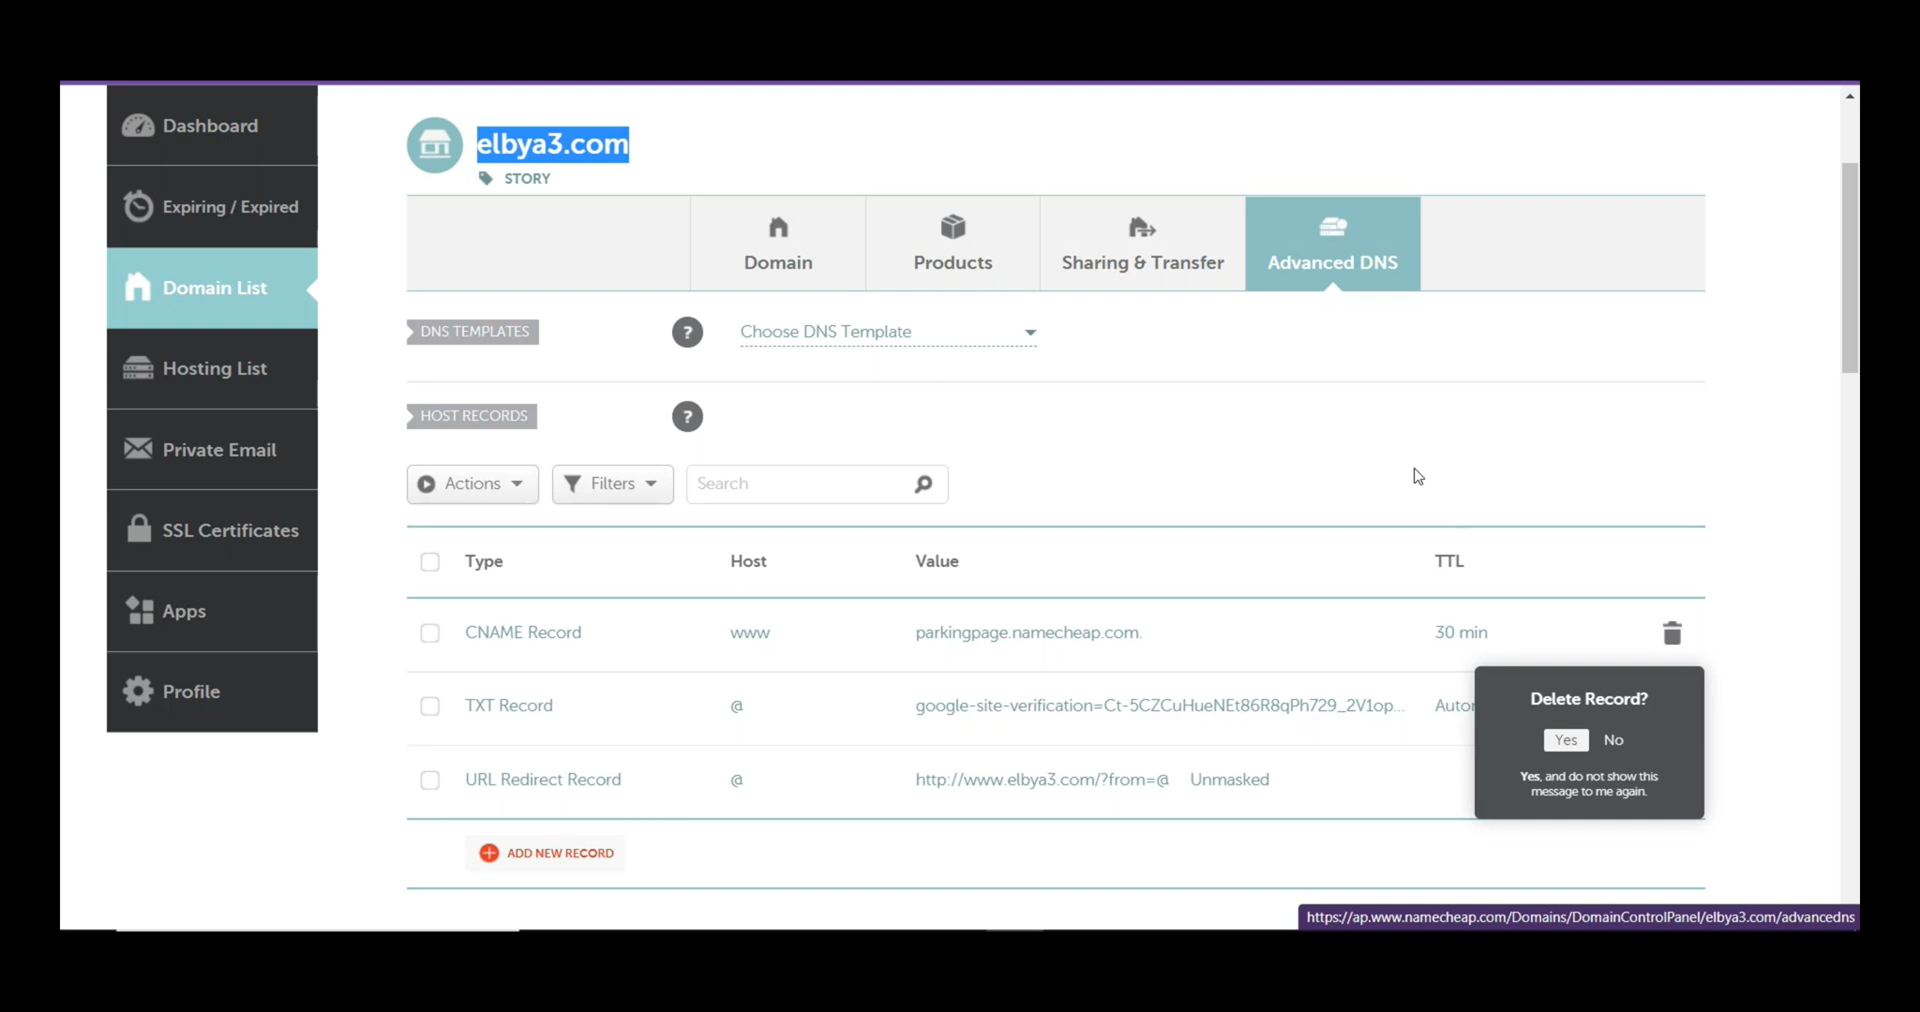 Dashboard
Expiring / Expired
Domain List
Hosting List
Private Email
SSL Certificates
Apps
Profile
elbya3.com
STORY
Domain
Products
Sharing & Transfer
Advanced DNS
DNS TEMPLATES
?
Choose DNS Template
HOST RECORDS
?
Actions
Filters
Search
Type Host Value TTL
CNAME Record www parkingpage.namecheap.com. 30 min
TXT Record @ google-site-verification=Ct-5CZCuHueNEt86R8qPh729_2V1op...
URL Redirect Record @ http://www.elbya3.com/?from=@ Unmasked
Delete Record?
Yes No
Yes, and do not show this
message to me again.
ADD NEW RECORD
https://ap.www.namecheap.com/Domains/DomainControlPanel/elbya3.com/advancedns